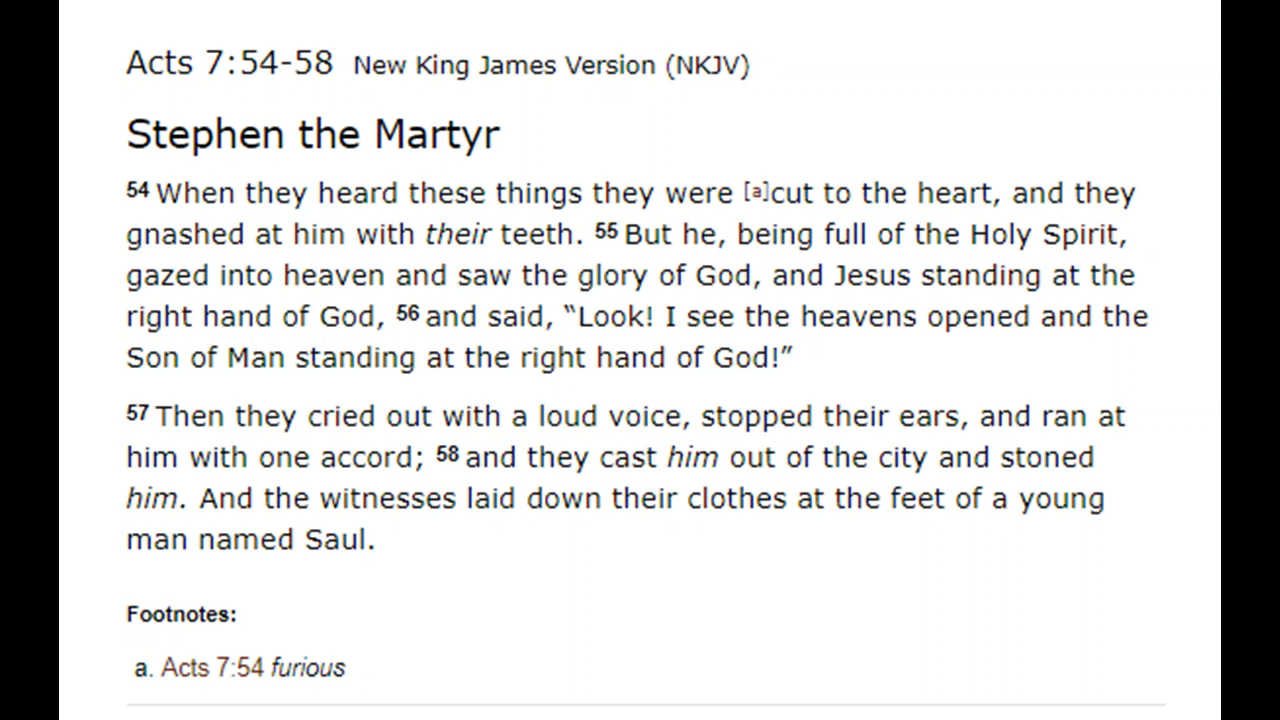 Acts 7:54-58 New King James Version (NKJV)
Stephen the Martyr
54 When they heard these things they were [a]cut to the heart, and they
gnashed at him with their teeth. 55 But he, being full of the Holy Spirit,
gazed into heaven and saw the glory of God, and Jesus standing at the
right hand of God, 56 and said, “Look! I see the heavens opened and the
Son of Man standing at the right hand of God!”
57 Then they cried out with a loud voice, stopped their ears, and ran at
him with one accord; 58 and they cast him out of the city and stoned
him. And the witnesses laid down their clothes at the feet of a young
man named Saul.
Footnotes:
a. Acts 7:54 furious